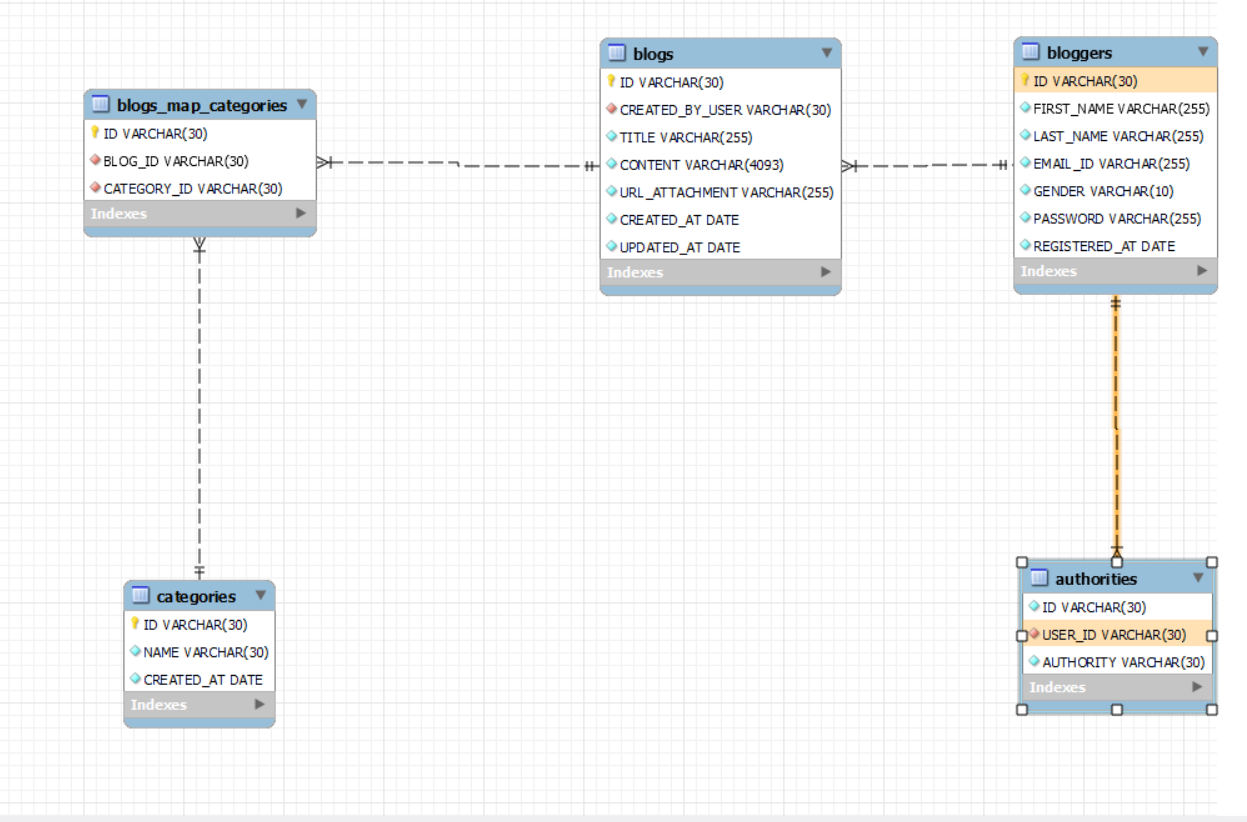 blogs_map_categories
ID VARCHAR(30)
BLOG_ID VARCHAR(30)
CATEGORY_ID VARCHAR(30)
Indexes
blogs
ID VARCHAR(30)
CREATED_BY_USER VARCHAR(30)
TITLE VARCHAR(255)
CONTENT VARCHAR(4093)
URL_ATTACHMENT VARCHAR(255)
CREATED_AT DATE
UPDATED_AT DATE
Indexes
bloggers
ID VARCHAR(30)
FIRST_NAME VARCHAR(255)
LAST_NAME VARCHAR(255)
EMAIL_ID VARCHAR(255)
GENDER VARCHAR(10)
PASSWORD VARCHAR(255)
REGISTERED_AT DATE
Indexes
categories
ID VARCHAR(30)
NAME VARCHAR(30)
CREATED_AT DATE
Indexes
authorities
ID VARCHAR(30)
USER_ID VARCHAR(30)
AUTHORITY VARCHAR(30)
Indexes